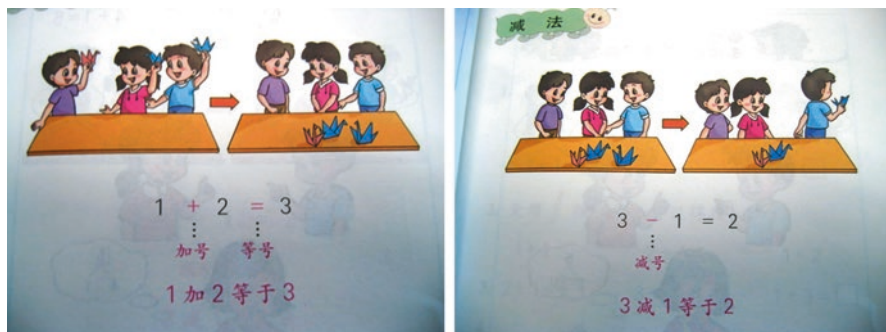 1 + 2 = 3
加号 等号
1加2等于3
减 法
3 - 1 = 2
减号
3减1等于2